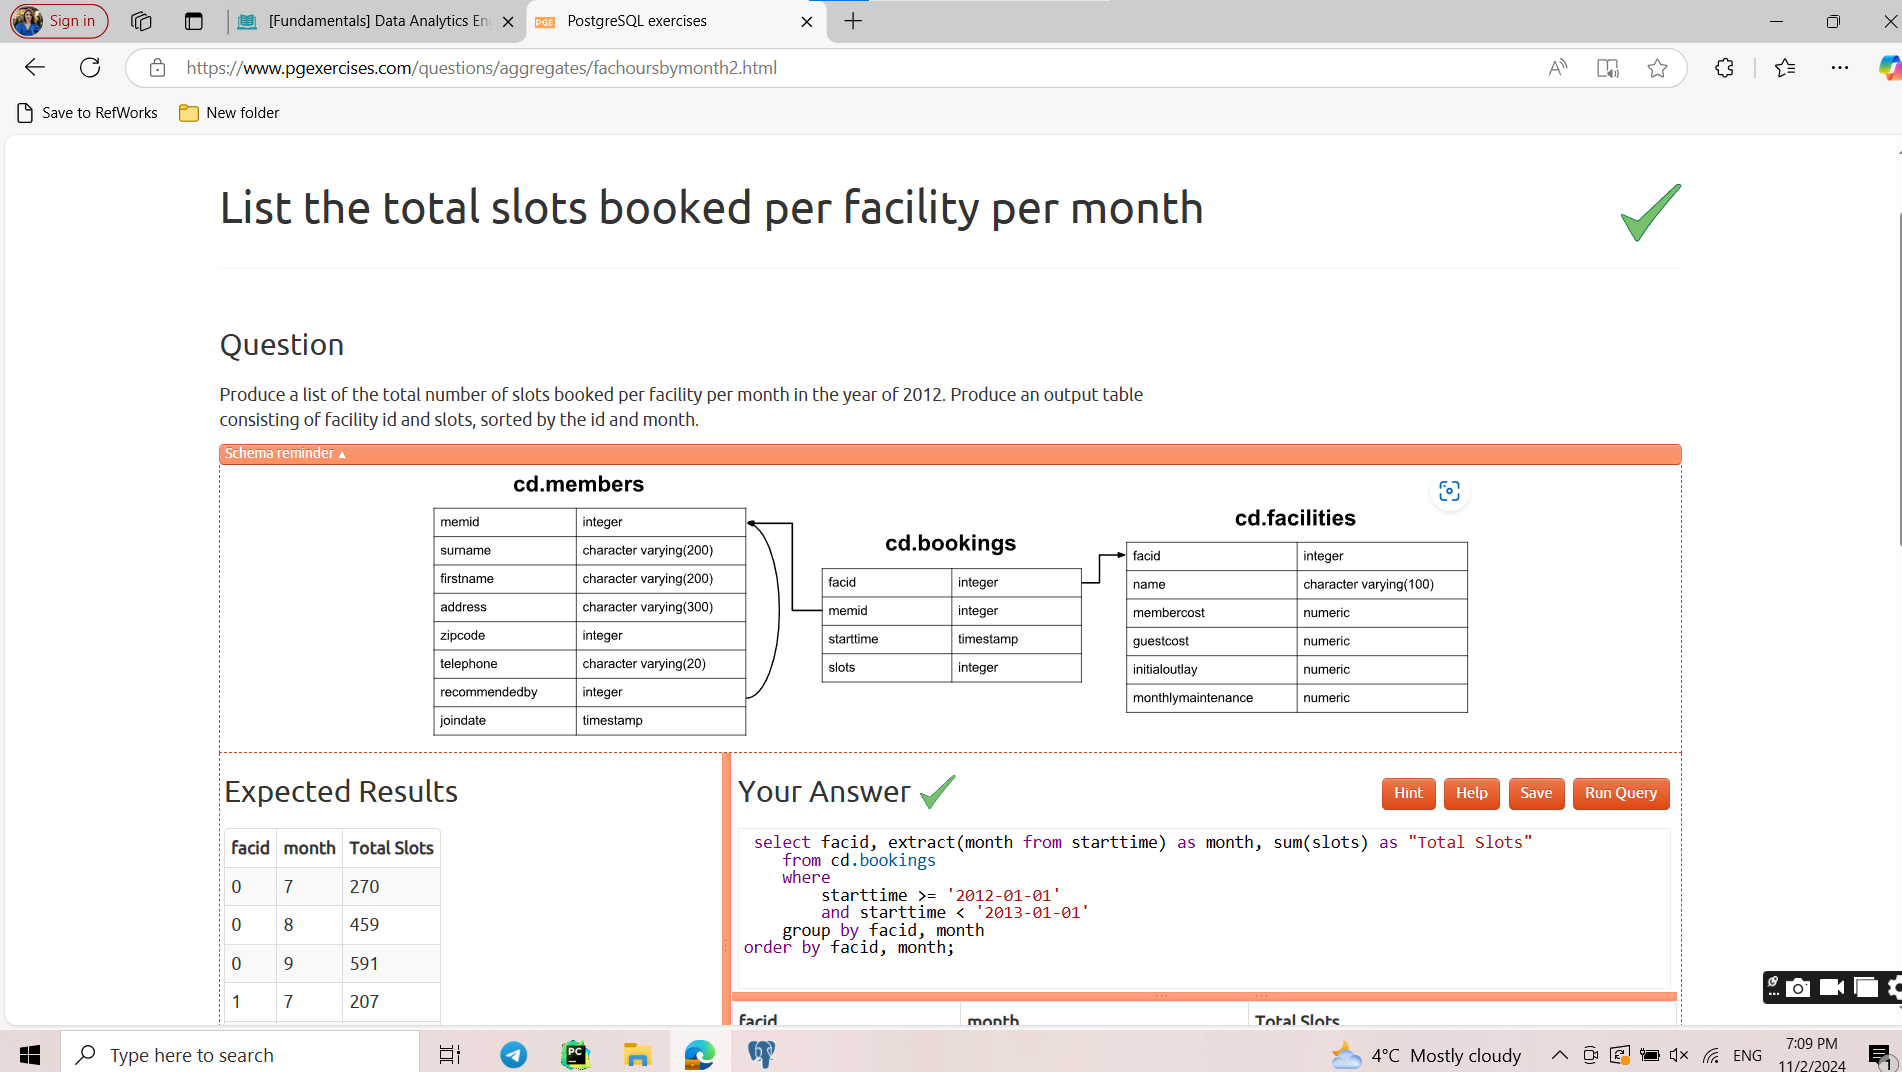 Sign in
[Fundamentals] Data Analytics En
PGE PostgreSQL exercises
https://www.pgexercises.com/questions/aggregates/fachoursbymonth2.html
Save to RefWorks
New folder
List the total slots booked per facility per month
Question
Produce a list of the total number of slots booked per facility per month in the year of 2012. Produce an output table
consisting of facility id and slots, sorted by the id and month.
Schema reminder ▲
cd.members
memid integer
surname character varying(200)
firstname character varying(200)
address character varying(300)
zipcode integer
telephone character varying(20)
recommendedby integer
joindate timestamp
cd.bookings
facid integer
memid integer
starttime timestamp
slots integer
cd.facilities
facid integer
name character varying(100)
membercost numeric
guestcost numeric
initialoutlay numeric
monthlymaintenance numeric
Expected Results
facid month Total Slots
0 7 270
0 8 459
0 9 591
1 7 207
Your Answer
Hint Help Save Run Query
select facid, extract(month from starttime) as month, sum(slots) as "Total Slots"
from cd.bookings
where
starttime >= '2012-01-01'
and starttime < '2013-01-01'
group by facid, month
order by facid, month;
facid month Total Slots
Type here to search
PC
4°C Mostly cloudy
ENG
7:09 PM
11/2/2024
1